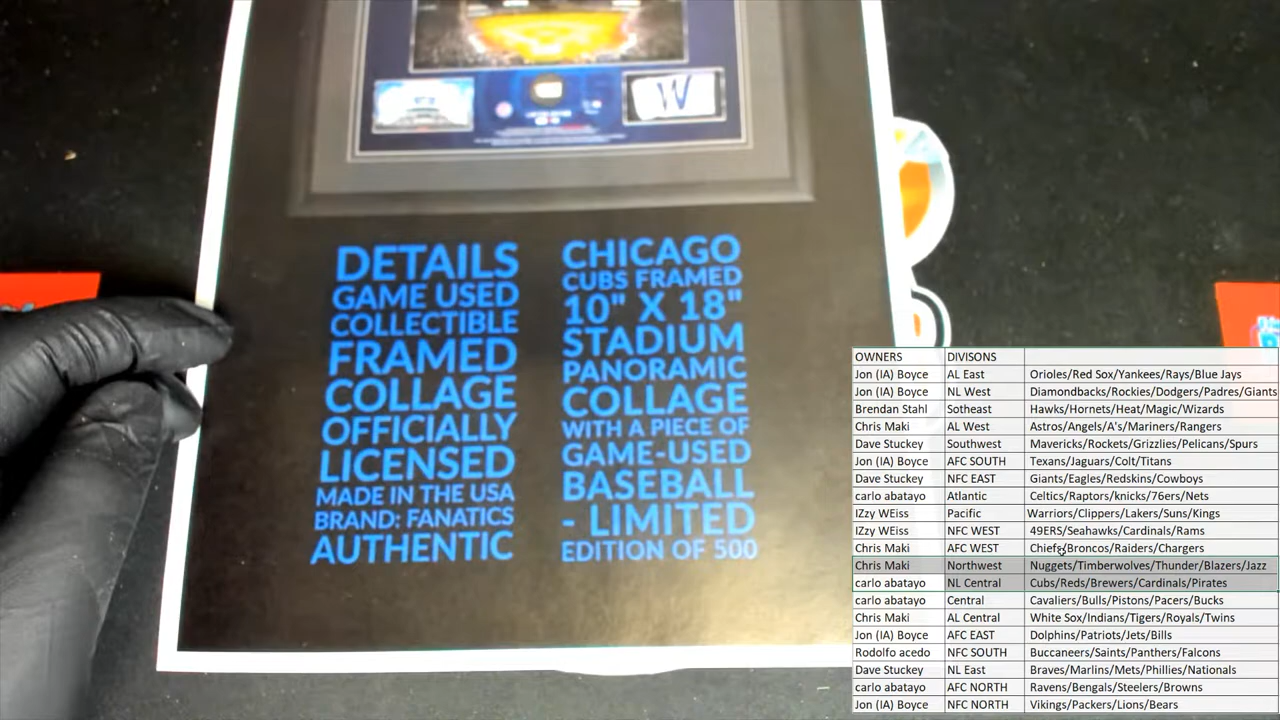 W
DETAILS
GAME USED
COLLECTIBLE
FRAMED
COLLAGE
OFFICIALLY
LICENSED
MADE IN THE USA
BRAND: FANATICS
AUTHENTIC
CHICAGO
CUBS FRAMED
10" X 18"
STADIUM
PANORAMIC
COLLAGE
WITH A PIECE OF
GAME-USED
BASEBALL
- LIMITED
EDITION OF 500
OWNERS DIVISONS
Jon (IA) Boyce AL East Orioles/Red Sox/Yankees/Rays/Blue Jays
Jon (IA) Boyce NL West Diamondbacks/Rockies/Dodgers/Padres/Giants
Brendan Stahl Sotheast Hawks/Hornets/Heat/Magic/Wizards
Chris Maki AL West Astros/Angels/A's/Mariners/Rangers
Dave Stuckey Southwest Mavericks/Rockets/Grizzlies/Pelicans/Spurs
Jon (IA) Boyce AFC SOUTH Texans/Jaguars/Colt/Titans
Dave Stuckey NFC EAST Giants/Eagles/Redskins/Cowboys
carlo abatayo Atlantic Celtics/Raptors/knicks/76ers/Nets
IZzy WEiss Pacific Warriors/Clippers/Lakers/Suns/Kings
IZzy WEiss NFC WEST 49ERS/Seahawks/Cardinals/Rams
Chris Maki AFC WEST Chiefs/Broncos/Raiders/Chargers
Chris Maki Northwest Nuggets/Timberwolves/Thunder/Blazers/Jazz
carlo abatayo NL Central Cubs/Reds/Brewers/Cardinals/Pirates
carlo abatayo Central Cavaliers/Bulls/Pistons/Pacers/Bucks
Chris Maki AL Central White Sox/Indians/Tigers/Royals/Twins
Jon (IA) Boyce AFC EAST Dolphins/Patriots/Jets/Bills
Rodolfo acedo NFC SOUTH Buccaneers/Saints/Panthers/Falcons
Dave Stuckey NL East Braves/Marlins/Mets/Phillies/Nationals
carlo abatayo AFC NORTH Ravens/Bengals/Steelers/Browns
Jon (IA) Boyce NFC NORTH Vikings/Packers/Lions/Bears